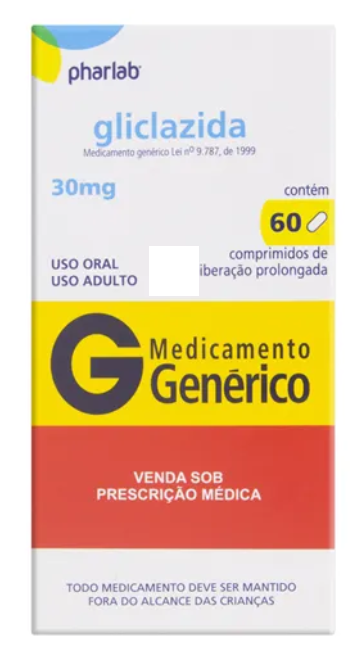 pharlab
gliclazida
Medicamento genérico Lei nº 9.787, de 1999
30mg
contém
60
comprimidos de
iberação prolongada
USO ORAL
USO ADULTO
G Medicamento
Genérico
VENDA SOB
PRESCRIÇÃO MÉDICA
TODO MEDICAMENTO DEVE SER MANTIDO
FORA DO ALCANCE DAS CRIANÇAS